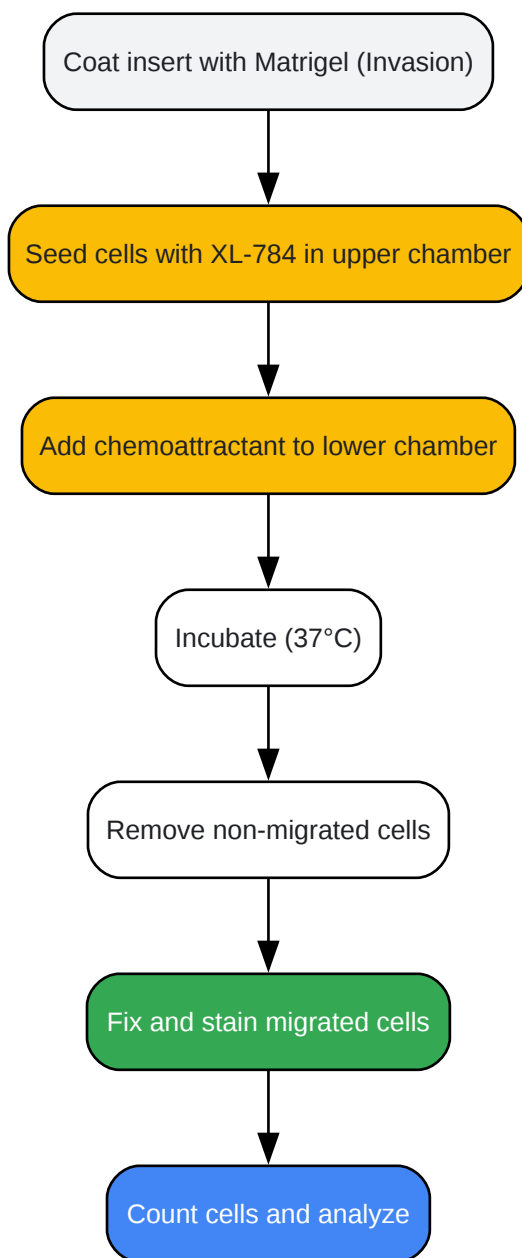 Coat insert with Matrigel (Invasion)
Seed cells with XL-784 in upper chamber
Add chemoattractant to lower chamber
Incubate (37°C)
Remove non-migrated cells
Fix and stain migrated cells
Count cells and analyze